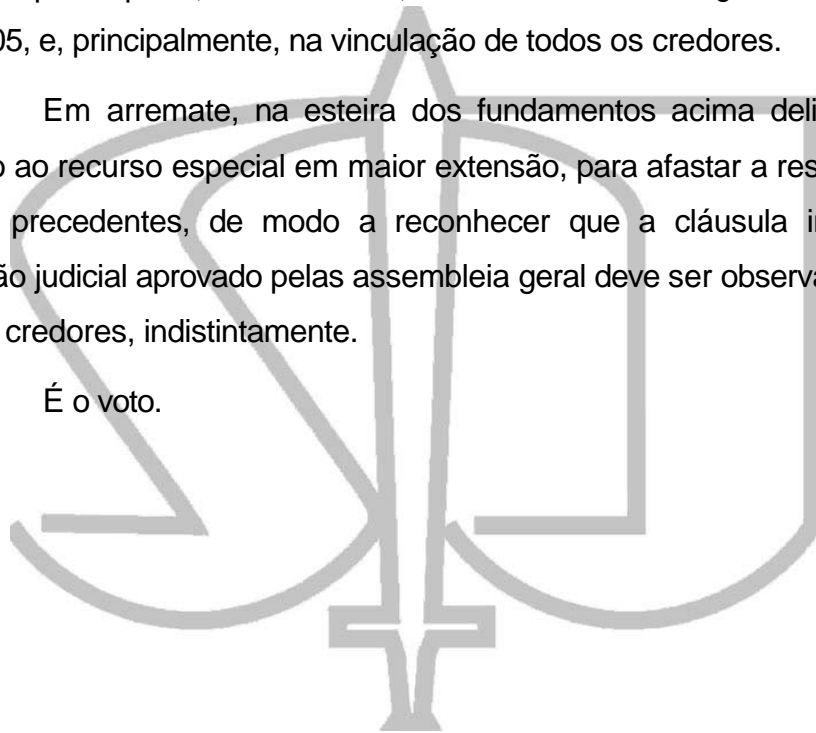 05, e, principalmente, na vinculação de todos os credores.
Em arremate, na esteira dos fundamentos acima deli
o ao recurso especial em maior extensão, para afastar a res
precedentes, de modo a reconhecer que a cláusula i
ão judicial aprovado pelas assembleia geral deve ser observa
credores, indistintamente.
É o voto.
STJ